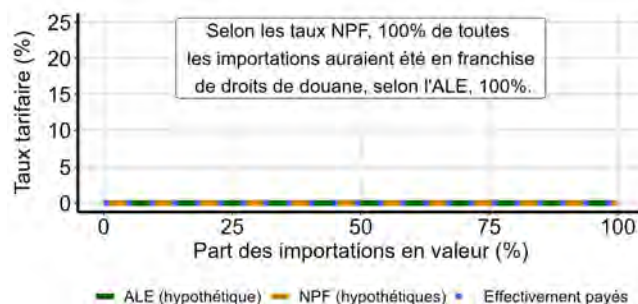 Selon les taux NPF, 100% de toutes
les importations auraient été en franchise
de droits de douane, selon l'ALE, 100%.
Taux tarifaire (%)
25
20
15
10
5
0
0 25 50 75 100
Part des importations en valeur (%)
ALE (hypothétique) NPF (hypothétiques) Effectivement payés